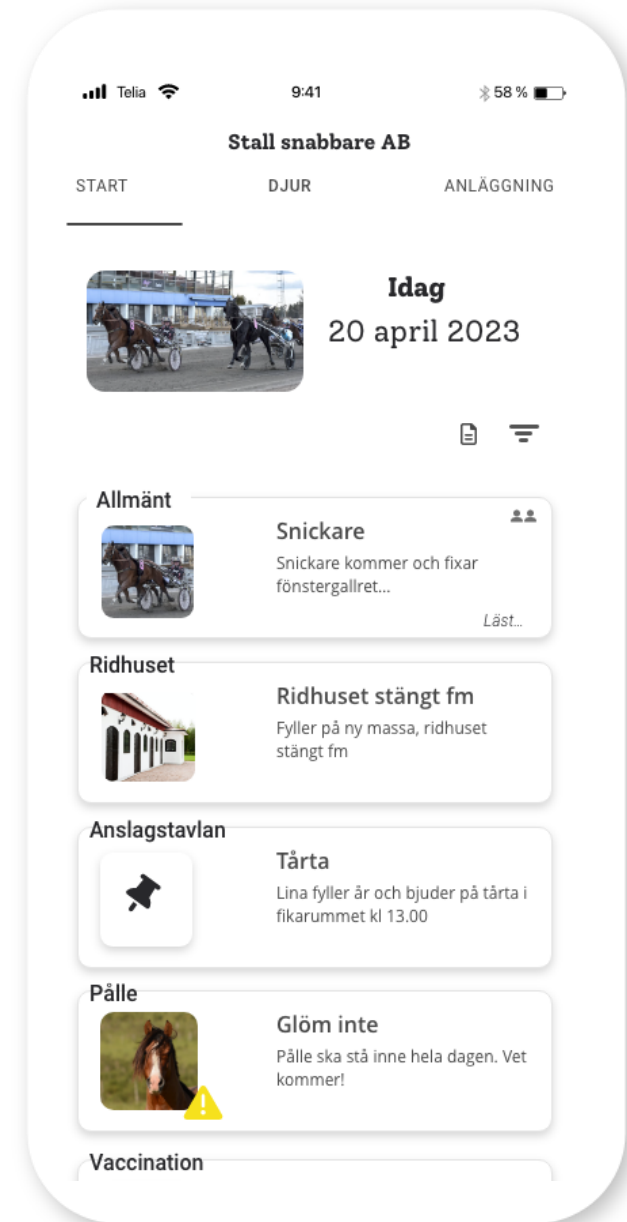 Telia 9:41 58 %
Stall snabbare AB
START DJUR ANLÄGGNING
Idag
20 april 2023
Allmänt
Snickare
Snickare kommer och fixar
fönstergallret...
Läst...
Ridhuset
Ridhuset stängt fm
Fyller på ny massa, ridhuset
stängt fm
Anslagstavlan
Tårta
Lina fyller år och bjuder på tårta i
fikarummet kl 13.00
Pålle
Glöm inte
Pålle ska stå inne hela dagen. Vet
kommer!
Vaccination